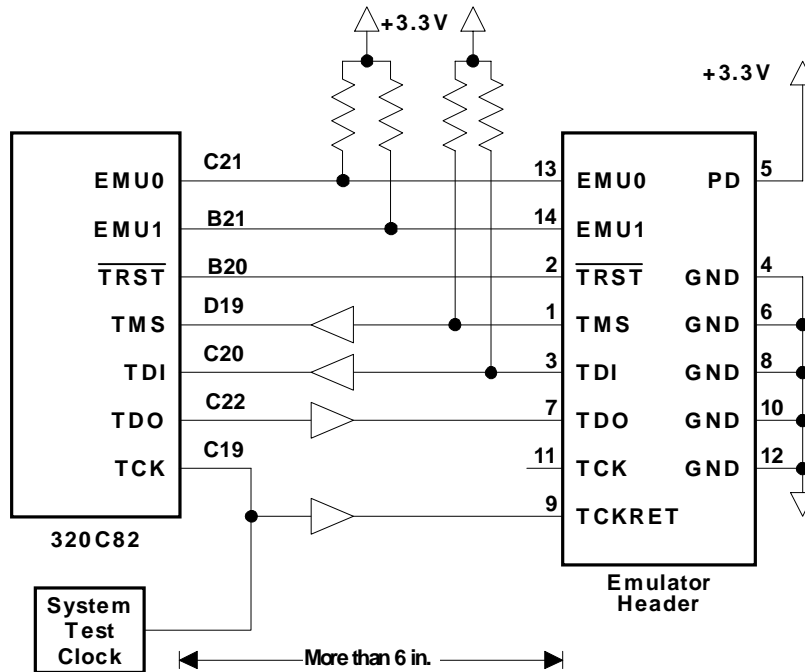 +3.3V
+3.3V
C21
13
5
EMU0
EMU0
PD
B21
14
EMU1
EMU1
B20
2
4
TRST
TRST
GND
D19
1
6
TMS
TMS
GND
C20
3
8
TDI
TDI
GND
C22
7
10
TDO
TDO
GND
C19
11
12
TCK
TCK
GND
9
TCKRET
320C82
Emulator
Header
System
Test
Clock
More than 6 in.